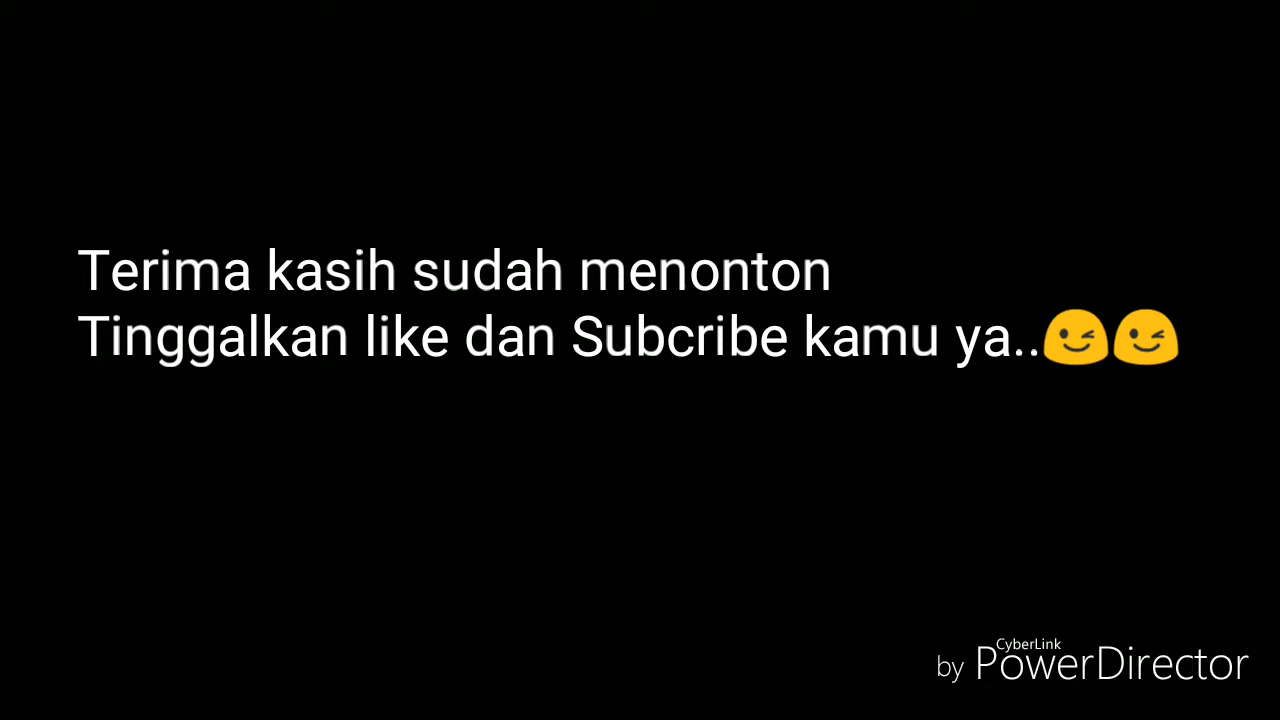 Terima kasih sudah menonton
Tinggalkan like dan Subcribe kamu ya..😉😉
CyberLink
by PowerDirector